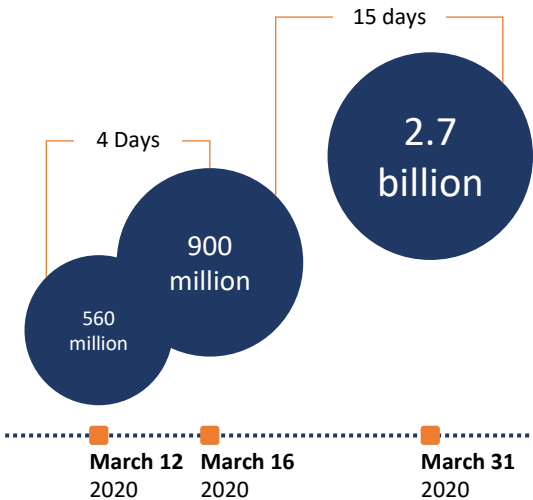 15 days
4 Days
2.7
billion
900
million
560
million
March 12
2020
March 16
2020
March 31
2020